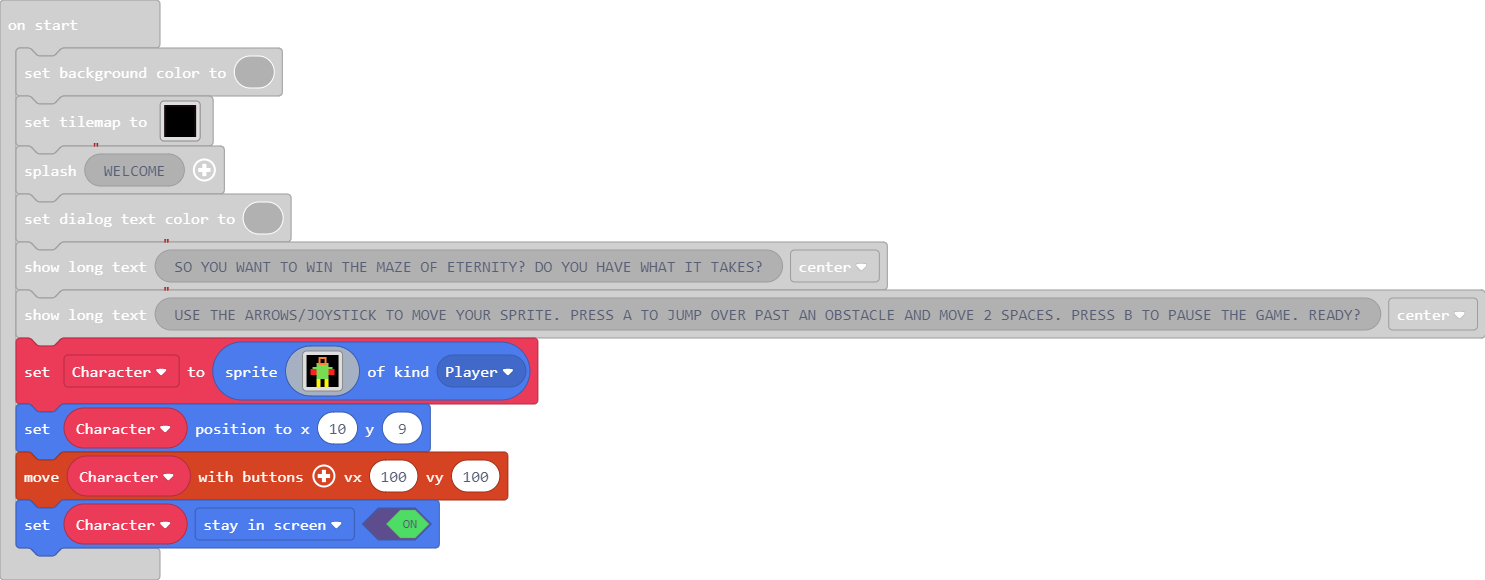 on start
set background color to
set tilemap to
splash " WELCOME
set dialog text color to
show long text " SO YOU WANT TO WIN THE MAZE OF ETERNITY? DO YOU HAVE WHAT IT TAKES? center
show long text " USE THE ARROWS/JOYSTICK TO MOVE YOUR SPRITE. PRESS A TO JUMP OVER PAST AN OBSTACLE AND MOVE 2 SPACES. PRESS B TO PAUSE THE GAME. READY? center
set Character to sprite of kind Player
set Character position to x 10 y 9
move Character with buttons vx 100 vy 100
set Character stay in screen ON